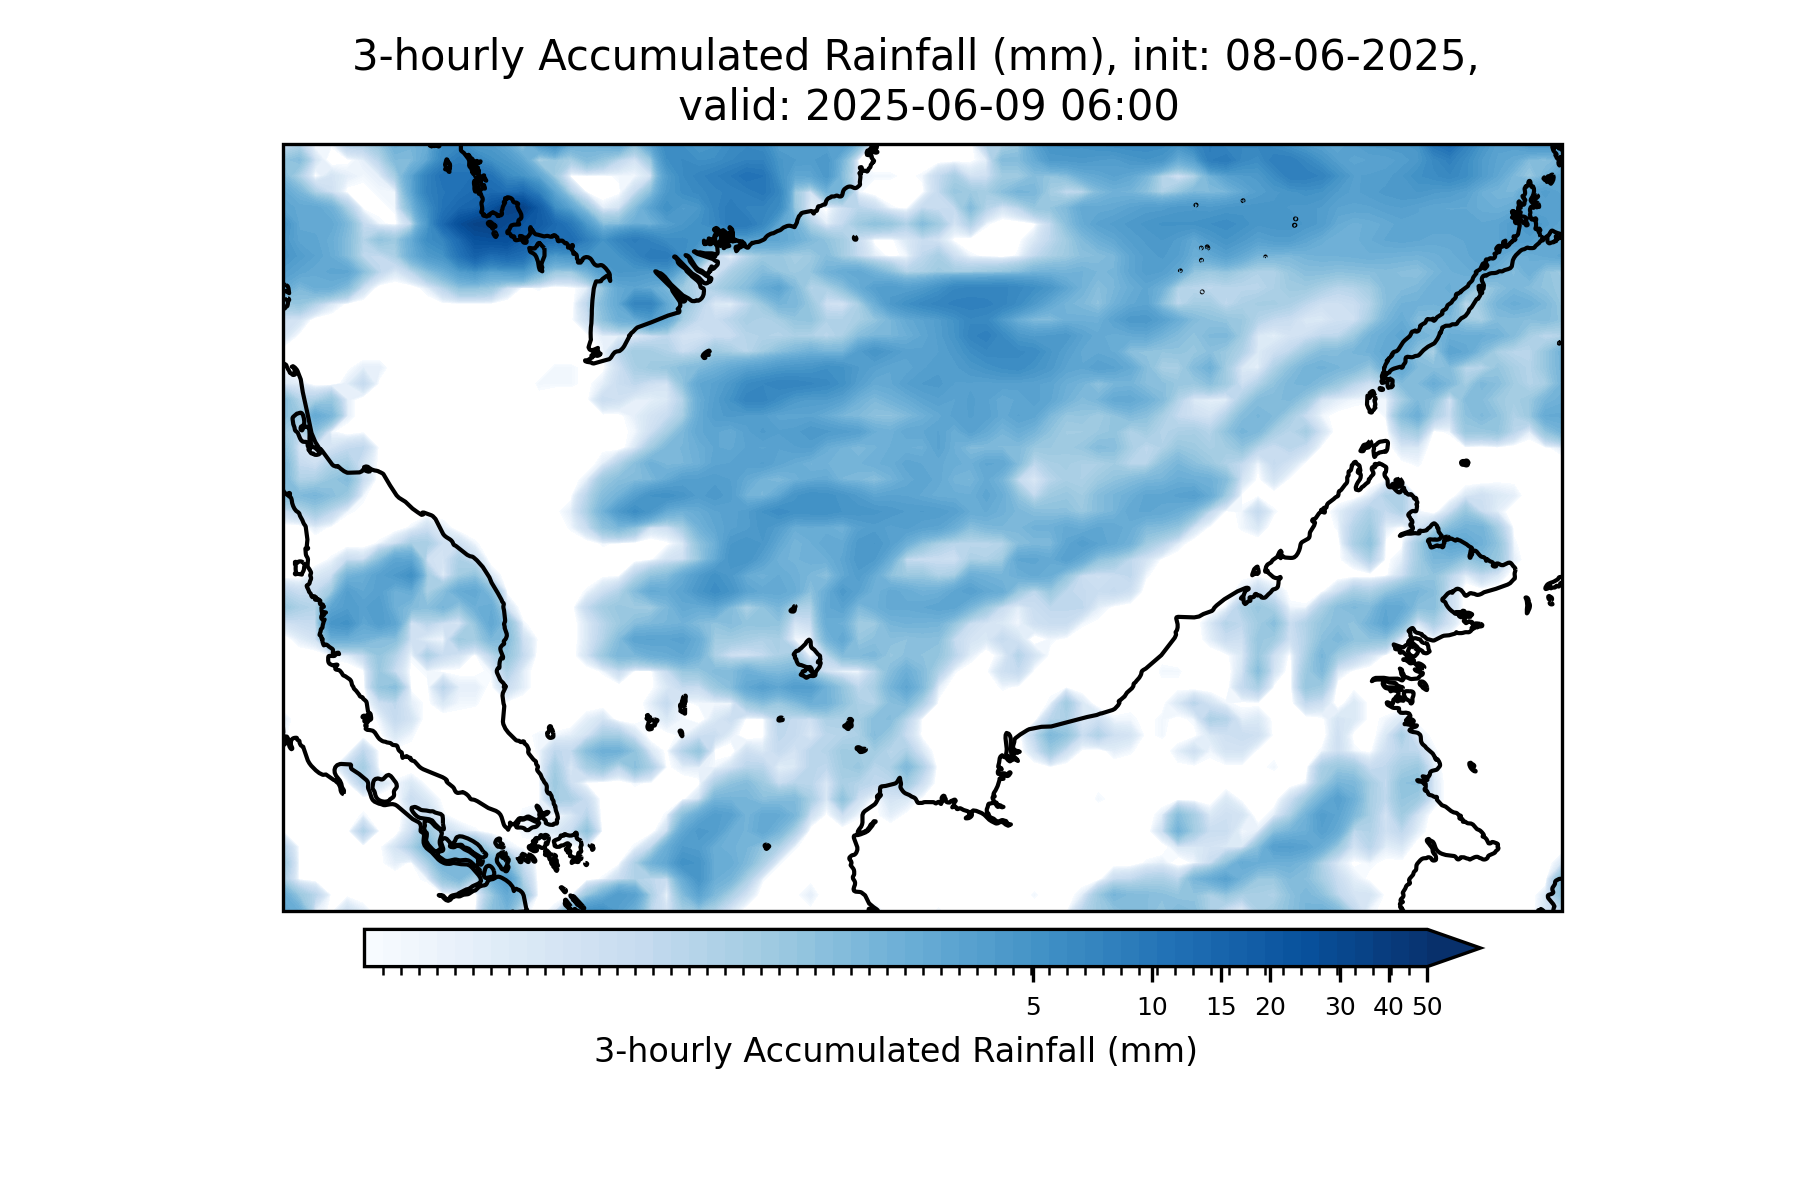 3-hourly Accumulated Rainfall (mm), init: 08-06-2025,
valid: 2025-06-09 06:00
5 10 15 20 30 40 50
3-hourly Accumulated Rainfall (mm)